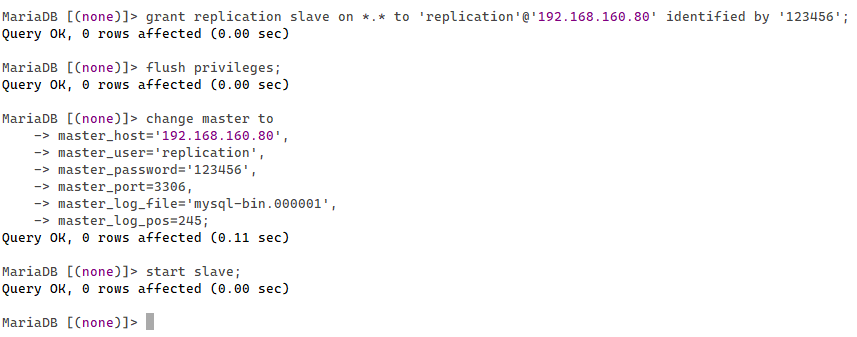 MariaDB [(none)]> grant replication slave on *.* to 'replication'@'192.168.160.80' identified by '123456';
Query OK, 0 rows affected (0.00 sec)
MariaDB [(none)]> flush privileges;
Query OK, 0 rows affected (0.00 sec)
MariaDB [(none)]> change master to
    -> master_host='192.168.160.80',
    -> master_user='replication',
    -> master_password='123456',
    -> master_port=3306,
    -> master_log_file='mysql-bin.000001',
    -> master_log_pos=245;
Query OK, 0 rows affected (0.11 sec)
MariaDB [(none)]> start slave;
Query OK, 0 rows affected (0.00 sec)
MariaDB [(none)]>